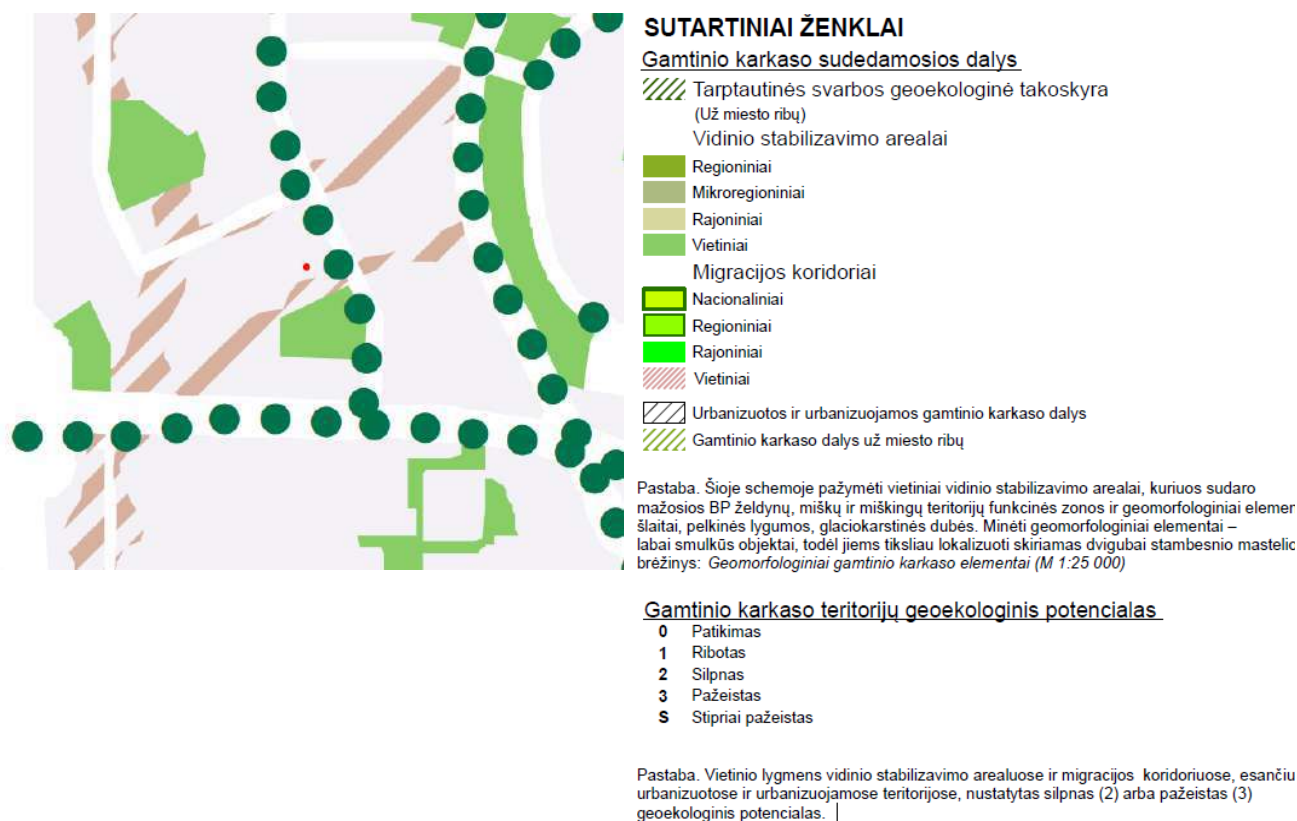 SUTARTINIAI ŽENKLAI
Gamtinio karkaso sudedamosios dalys
Tarptautinės svarbos geoekologinė takoskyra
(Už miesto ribų)
Vidinio stabilizavimo arealai
Regioniniai
Mikroregioniniai
Rajoniniai
Vietiniai
Migracijos koridoriai
Nacionaliniai
Regioniniai
Rajoniniai
Vietiniai
Urbanizuotos ir urbanizuojamos gamtinio karkaso dalys
Gamtinio karkaso dalys už miesto ribų
Pastaba. Šioje schemoje pažymėti vietiniai vidinio stabilizavimo arealai, kuriuos sudaro
mažosios BP želdynų, miškų ir miškingų teritorijų funkcinės zonos ir geomorfologiniai elemen
šlaitai, pelkinės lygumos, glaciokarstinės dubės. Minėti geomorfologiniai elementai –
labai smulkūs objektai, todėl jiems tiksliau lokalizuoti skiriamas dvigubai stambesnio mastelio
brėžinys: Geomorfologiniai gamtinio karkaso elementai (M 1:25 000)
Gamtinio karkaso teritorijų geoekologinis potencialas
0 Patikimas
1 Ribotas
2 Silpnas
3 Pažeistas
S Stipriai pažeistas
Pastaba. Vietinio lygmens vidinio stabilizavimo arealuose ir migracijos koridoriuose, esančiu
urbanizuotose ir urbanizuojamose teritorijose, nustatytas silpnas (2) arba pažeistas (3)
geoekologinis potencialas.